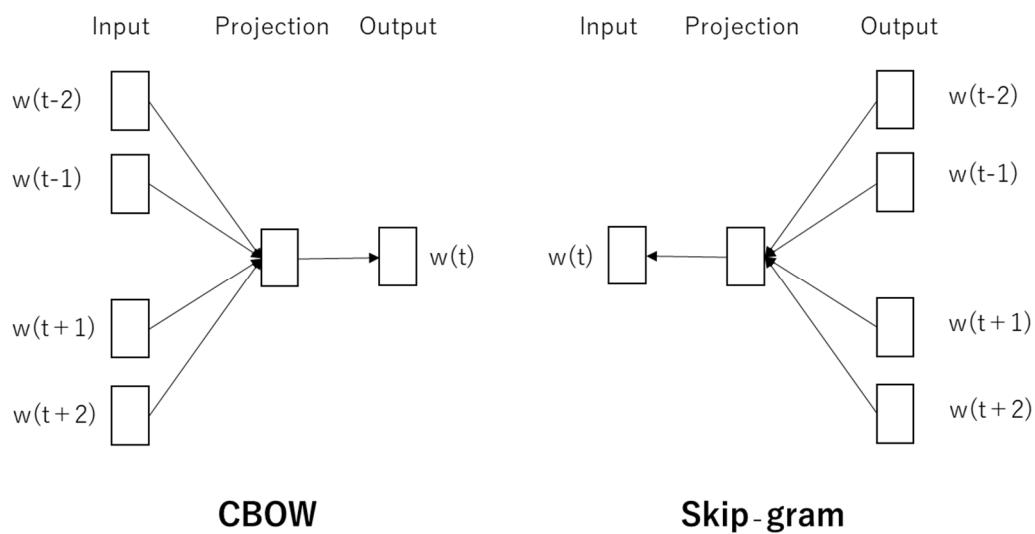 Input Projection Output
w(t-2)
w(t-1)
w(t)
w(t+1)
w(t+2)
CBOW
Input Projection Output
w(t-2)
w(t-1)
w(t)
w(t+1)
w(t+2)
Skip-gram